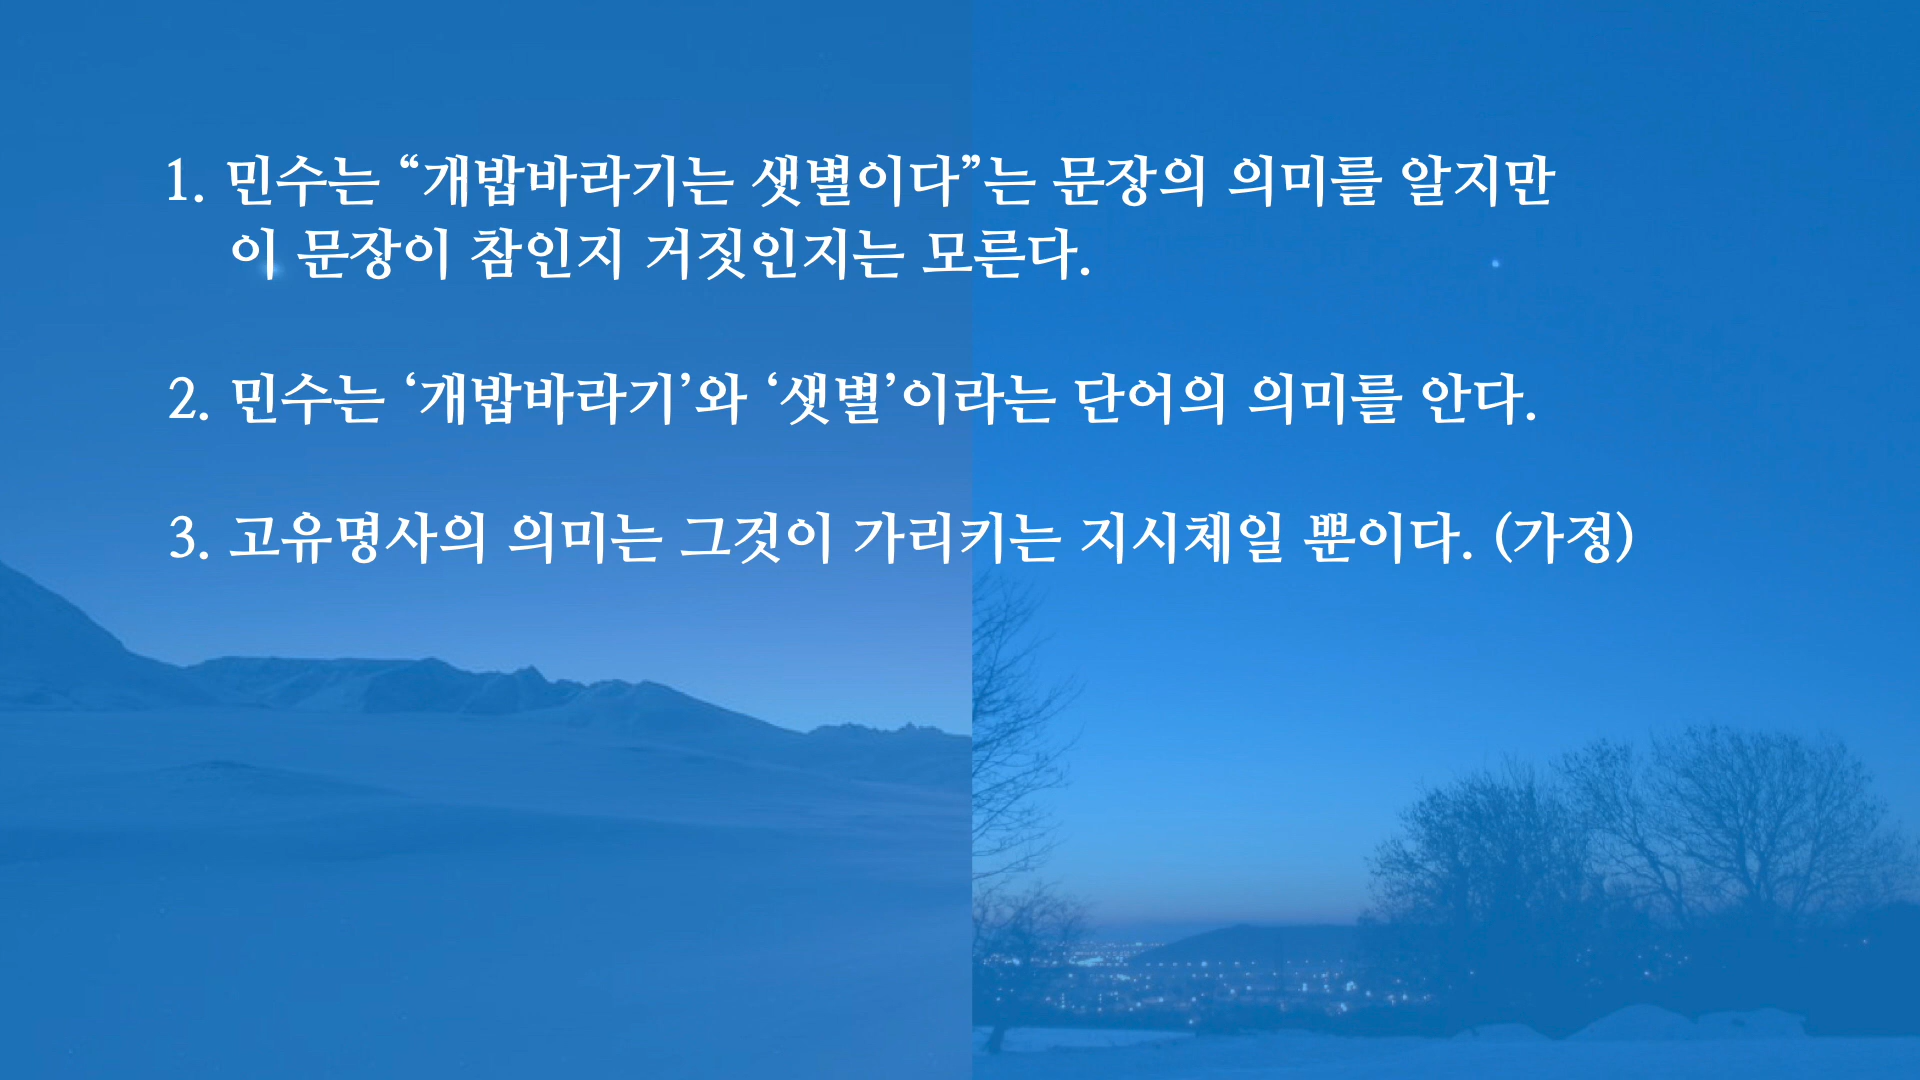 1. 민수는 “개밥바라기는 샛별이다”는 문장의 의미를 알지만
이 문장이 참인지 거짓인지는 모른다.
2. 민수는 ‘개밥바라기’와 ‘샛별’이라는 단어의 의미를 안다.
3. 고유명사의 의미는 그것이 가리키는 지시체일 뿐이다. (가정)